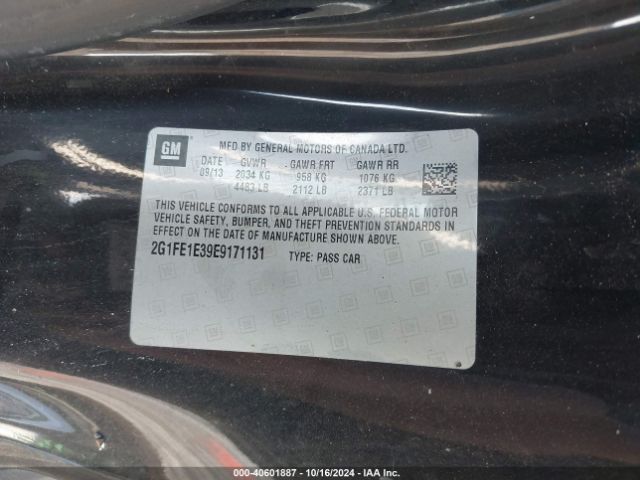 GM
MFD BY GENERAL MOTORS OF CANADA LTD.
DATE GVWR GAWR FRT GAWR RR
09/13 2034 KG 958 KG 1076 KG
4483 LB 2112 LB 2371 LB
THIS VEHICLE CONFORMS TO ALL APPLICABLE U.S. FEDERAL MOTOR
VEHICLE SAFETY, BUMPER, AND THEFT PREVENTION STANDARDS IN
EFFECT ON THE DATE OF MANUFACTURE SHOWN ABOVE.
2G1FE1E39E9171131 TYPE: PASS CAR
000-40601887 - 10/16/2024 - IAA Inc.